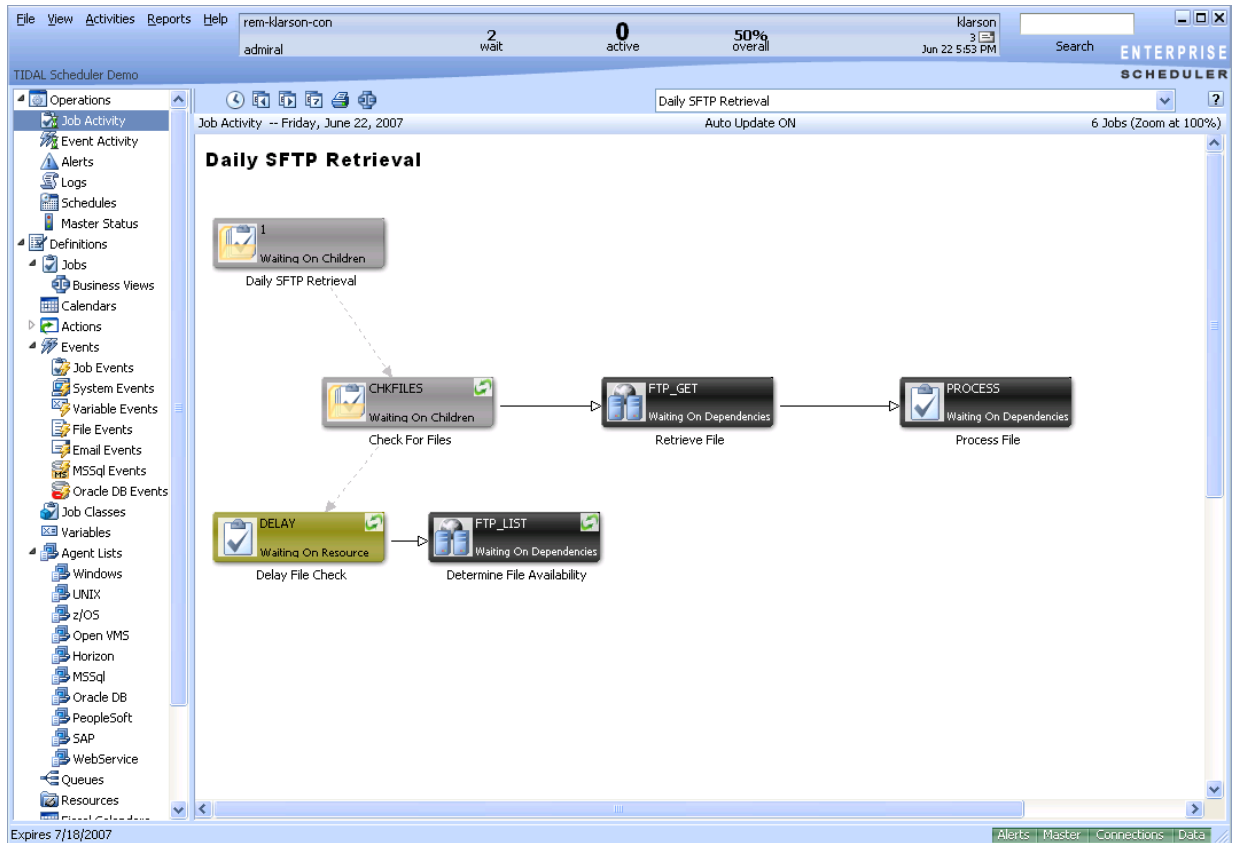 File View Activities Reports Help
rem-klarson-con
admiral
2
wait
0
active
50%
overall
klarson
3
Jun 22 5:53 PM
Search
ENTERPRISE
SCHEDULER
TIDAL Scheduler Demo
Operations
Job Activity
Event Activity
Alerts
Logs
Schedules
Master Status
Definitions
Jobs
Business Views
Calendars
Actions
Events
Job Events
System Events
Variable Events
File Events
Email Events
MSSql Events
Oracle DB Events
Job Classes
Variables
Agent Lists
Windows
UNIX
z/OS
Open VMS
Horizon
MSSql
Oracle DB
PeopleSoft
SAP
WebService
Queues
Resources
Daily SFTP Retrieval
?
Job Activity -- Friday, June 22, 2007
Auto Update ON
6 Jobs (Zoom at 100%)
Daily SFTP Retrieval
1
Waiting On Children
Daily SFTP Retrieval
CHKFILES
Waiting On Children
Check For Files
FTP_GET
Waiting On Dependencies
Retrieve File
PROCESS
Waiting On Dependencies
Process File
DELAY
Waiting On Resource
Delay File Check
FTP_LIST
Waiting On Dependencies
Determine File Availability
Expires 7/18/2007
Alerts Master Connections Data